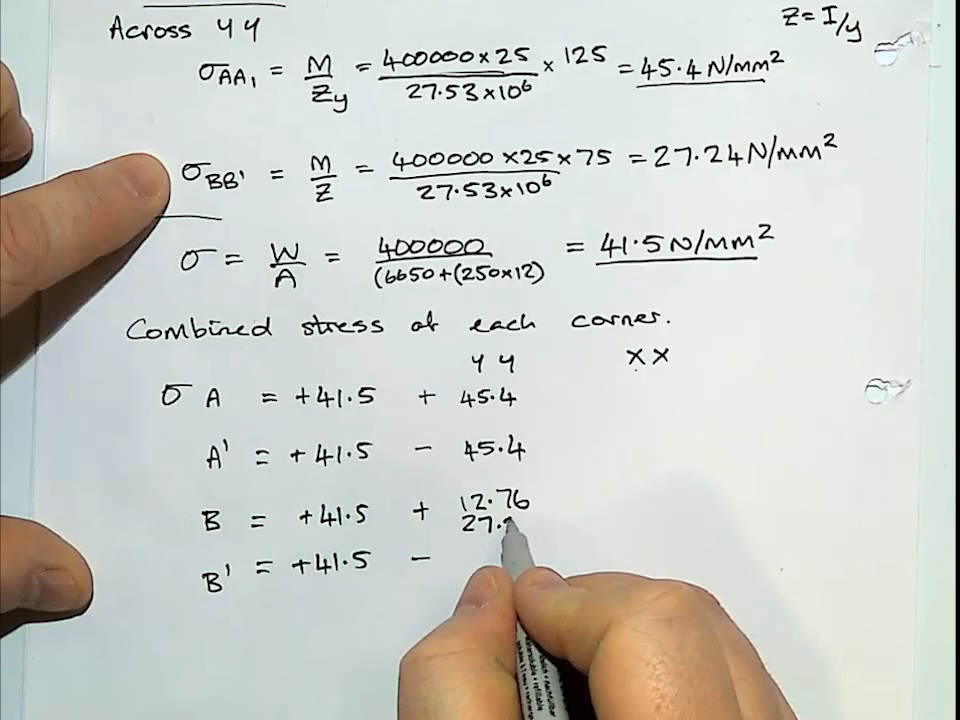 Across YY
Z = I/y
σAA₁ = M/Zy = 400000 × 25/27.53×10⁶ × 125 = 45.4 N/mm²
σBB' = M/Z = 400000 ×25×75/27.53×10⁶ = 27.24N/mm²
σ = W/A = 400000/(6650+(250×12) = 41.5 N/mm²
Combined stress at each corner.
YY XX
σ A = +41.5 + 45.4
A' = +41.5 - 45.4
12.76
B = +41.5 + 27.
B' = +41.5 -